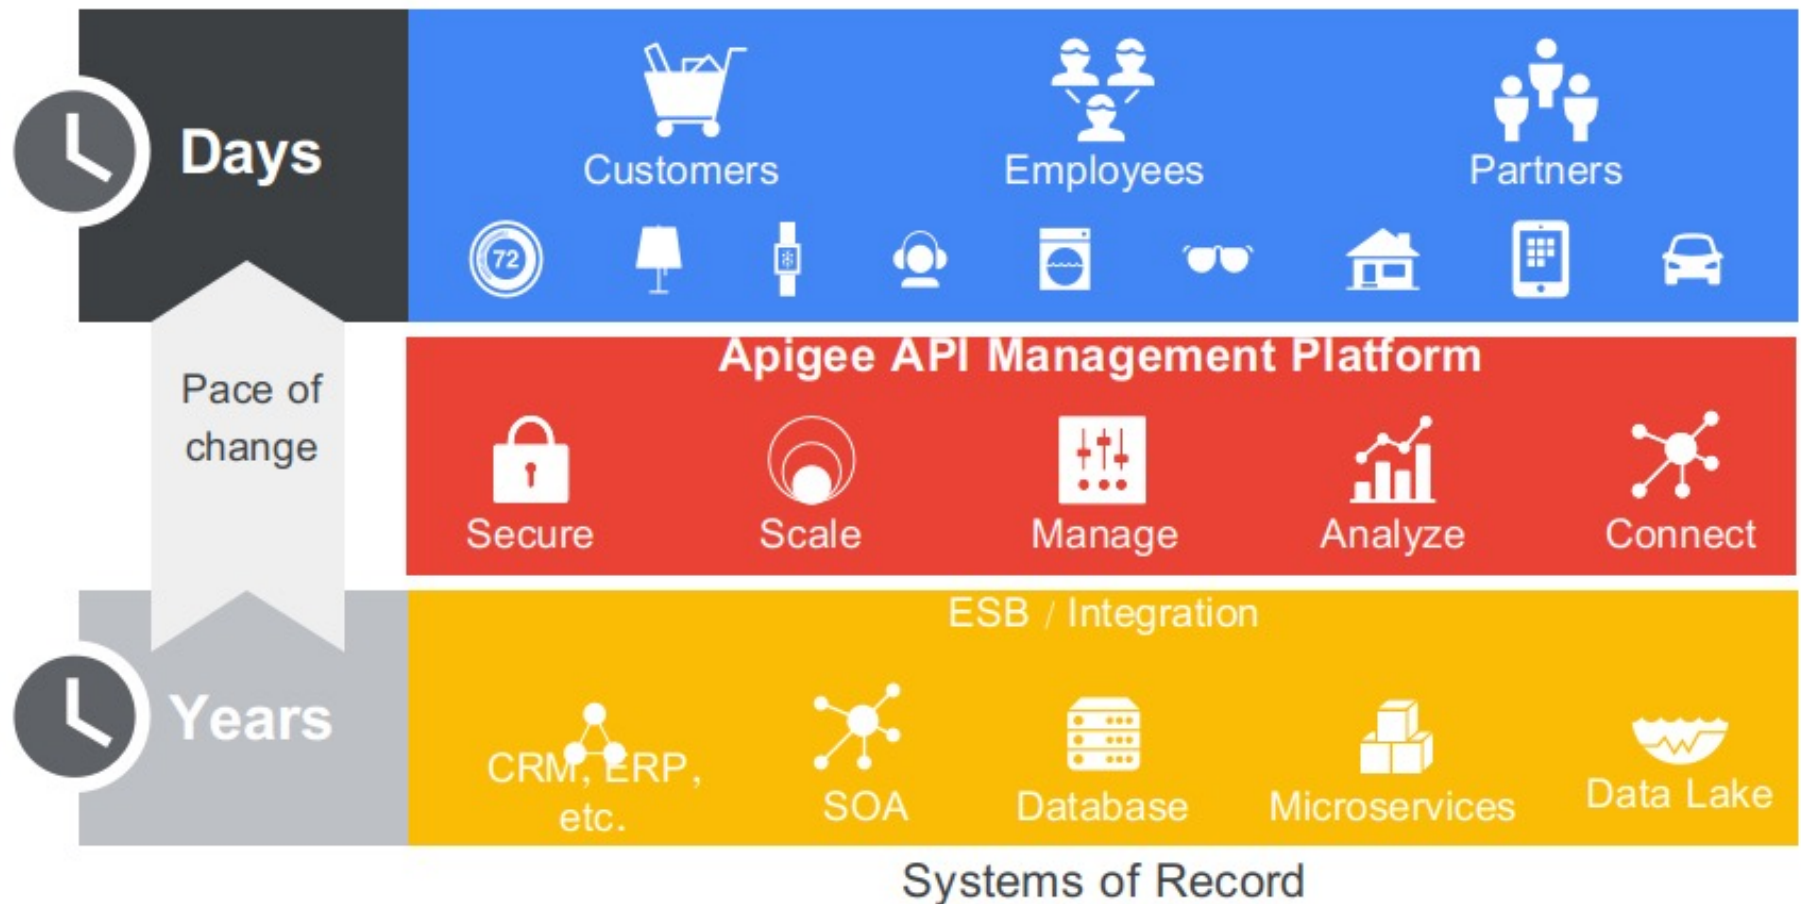 Days
Customers
Employees
Partners
72
Pace of
change
Apigee API Management Platform
Secure
Scale
Manage
Analyze
Connect
Years
ESB / Integration
CRM, ERP,
etc.
SOA
Database
Microservices
Data Lake
Systems of Record